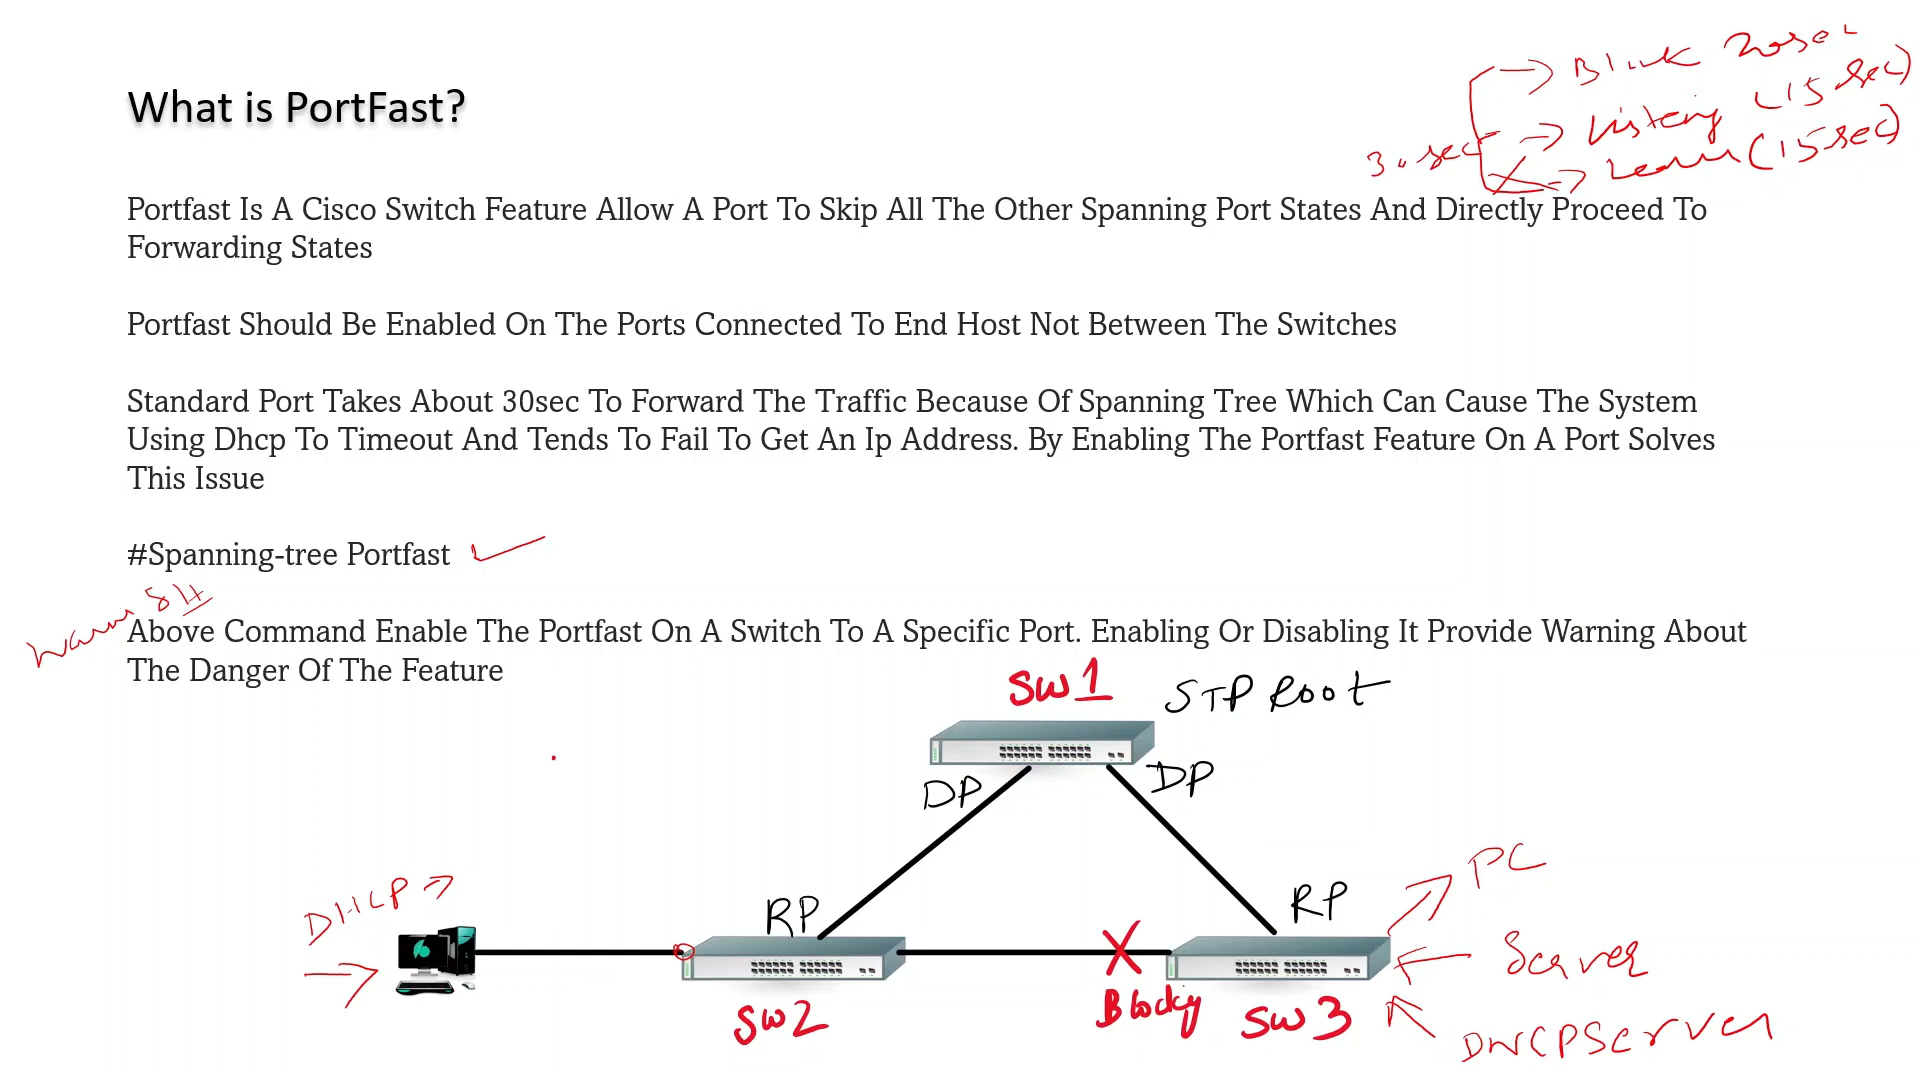 What is PortFast?
Block 20sec
Listening (15 sec)
30sec
Learn (15sec)
Portfast Is A Cisco Switch Feature Allow A Port To Skip All The Other Spanning Port States And Directly Proceed To
Forwarding States
Portfast Should Be Enabled On The Ports Connected To End Host Not Between The Switches
Standard Port Takes About 30sec To Forward The Traffic Because Of Spanning Tree Which Can Cause The System
Using Dhcp To Timeout And Tends To Fail To Get An Ip Address. By Enabling The Portfast Feature On A Port Solves
This Issue
#Spanning-tree Portfast
Above Command Enable The Portfast On A Switch To A Specific Port. Enabling Or Disabling It Provide Warning About
The Danger Of The Feature
SW1
STP Root
DP
DP
DHCP
RP
RP
PC
Server
SW2
SW3
DHCPServer